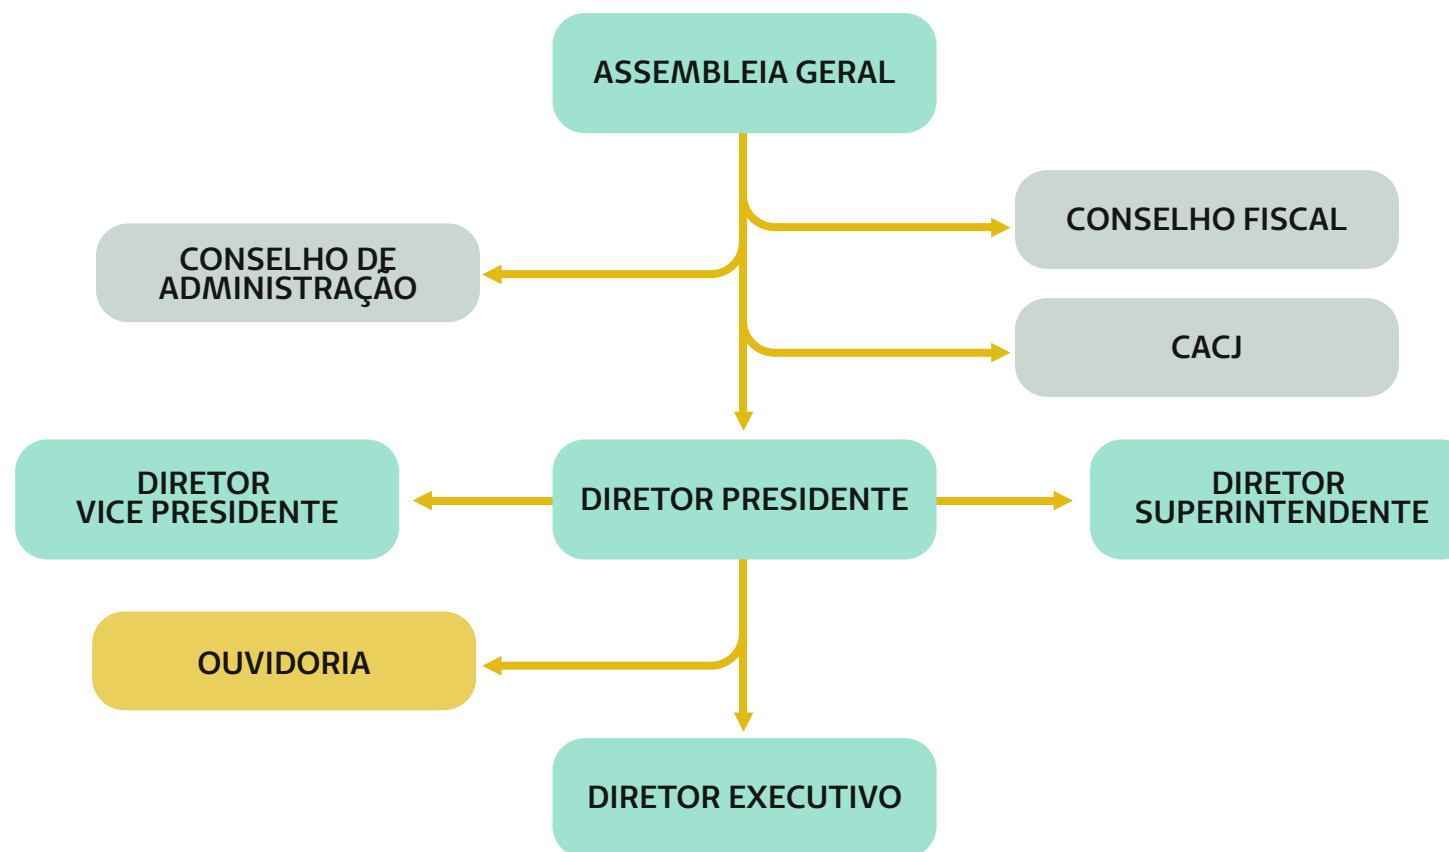 ASSEMBLEIA GERAL
CONSELHO FISCAL
CONSELHO DE
ADMINISTRAÇÃO
CACJ
DIRETOR
VICE PRESIDENTE
DIRETOR PRESIDENTE
DIRETOR
SUPERINTENDENTE
OUVIDORIA
DIRETOR EXECUTIVO